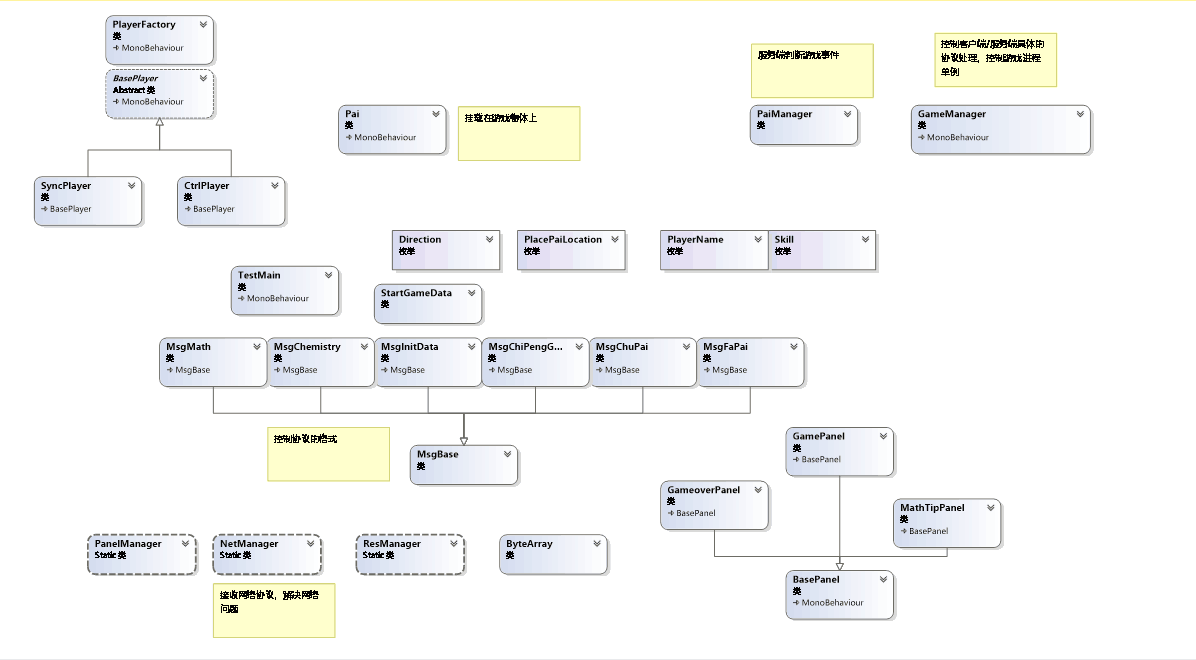 PlayerFactory
类
MonoBehaviour
BasePlayer
Abstract 类
MonoBehaviour
SyncPlayer
类
BasePlayer
CtrlPlayer
类
BasePlayer
Pai
类
MonoBehaviour
挂载在游戏物体上
服务端判断游戏事件
PaiManager
类
控制客户端/服务端具体的
协议处理，控制游戏进程
单例
GameManager
类
MonoBehaviour
Direction
枚举
PlacePaiLocation
枚举
PlayerName
枚举
Skill
枚举
TestMain
类
MonoBehaviour
StartGameData
类
MsgMath
类
MsgBase
MsgChemistry
类
MsgBase
MsgInitData
类
MsgBase
MsgChiPengG...
类
MsgBase
MsgChuPai
类
MsgBase
MsgFaPai
类
MsgBase
控制协议的格式
MsgBase
类
GamePanel
类
BasePanel
GameoverPanel
类
BasePanel
MathTipPanel
类
BasePanel
BasePanel
类
MonoBehaviour
PanelManager
Static 类
NetManager
Static 类
ResManager
Static 类
ByteArray
类
接收网络协议，解决网络
问题